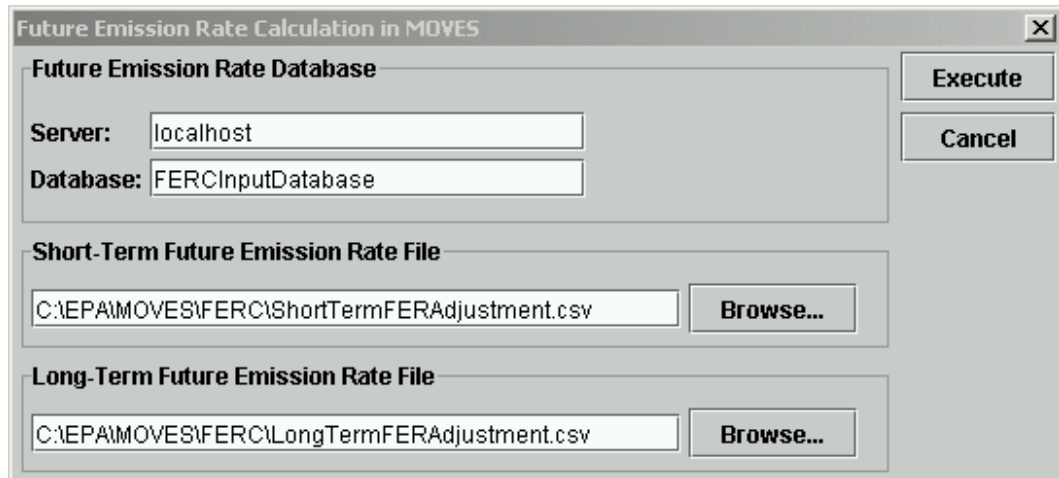 Future Emission Rate Calculation in MOVES
Future Emission Rate Database
Execute
Server: localhost
Cancel
Database: FERCInputDatabase
Short-Term Future Emission Rate File
C:\EPA\MOVES\FERC\ShortTermFERAdjustment.csv Browse...
Long-Term Future Emission Rate File
C:\EPA\MOVES\FERC\LongTermFERAdjustment.csv Browse...